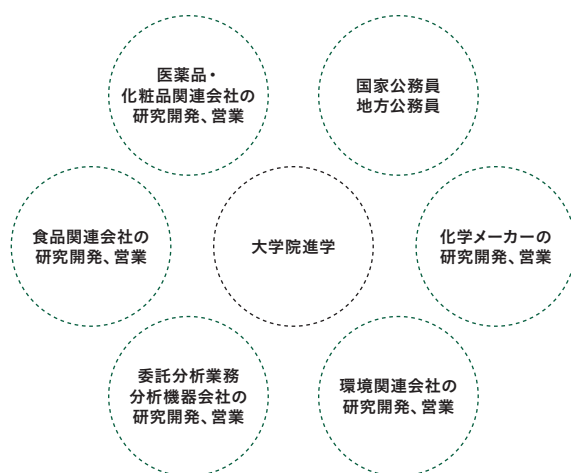 医薬品・
化粧品関連会社の
研究開発、営業
国家公務員
地方公務員
食品関連会社の
研究開発、営業
大学院進学
化学メーカーの
研究開発、営業
委託分析業務
分析機器会社の
研究開発、営業
環境関連会社の
研究開発、営業